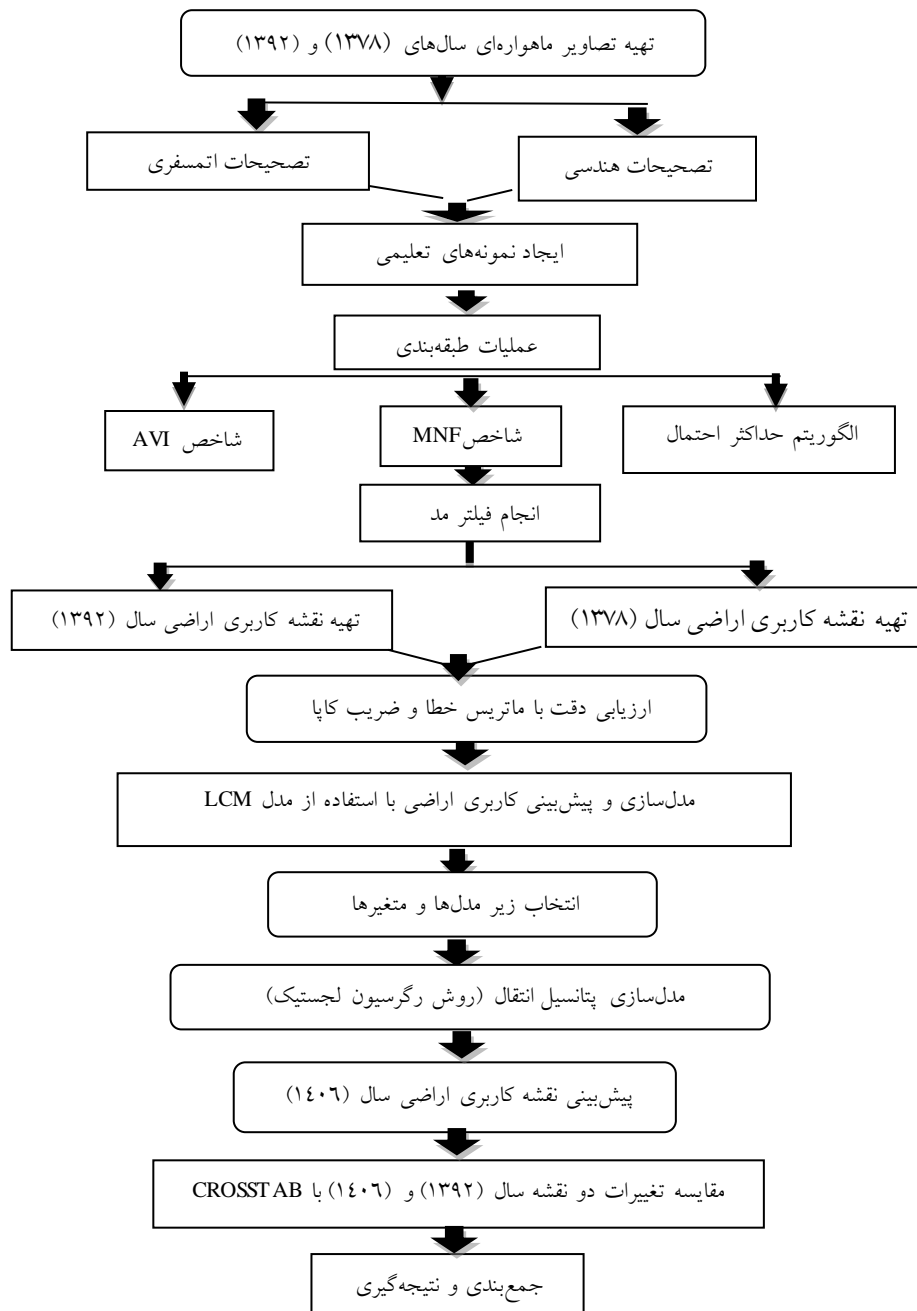 تهیه تصاویر ماهواره‌ای سال‌های (۱۳۷۸) و (۱۳۹۲)
تصحیحات هندسی
تصحیحات اتمسفری
ایجاد نمونه‌های تعلیمی
عملیات طبقه‌بندی
الگوریتم حداکثر احتمال
شاخصMNF
شاخص AVI
انجام فیلتر مد
تهیه نقشه کاربری اراضی سال (۱۳۷۸)
تهیه نقشه کاربری اراضی سال (۱۳۹۲)
ارزیابی دقت با ماتریس خطا و ضریب کاپا
مدل‌سازی و پیش‌بینی کاربری اراضی با استفاده از مدل LCM
انتخاب زیر مدل‌ها و متغیرها
مدل‌سازی پتانسیل انتقال (روش رگرسیون لجستیک)
پیش‌بینی نقشه کاربری اراضی سال (١٤٠٦)
مقایسه تغییرات دو نقشه سال (۱۳۹۲) و (١٤٠٦) با CROSSTAB
جمع‌بندی و نتیجه‌گیری